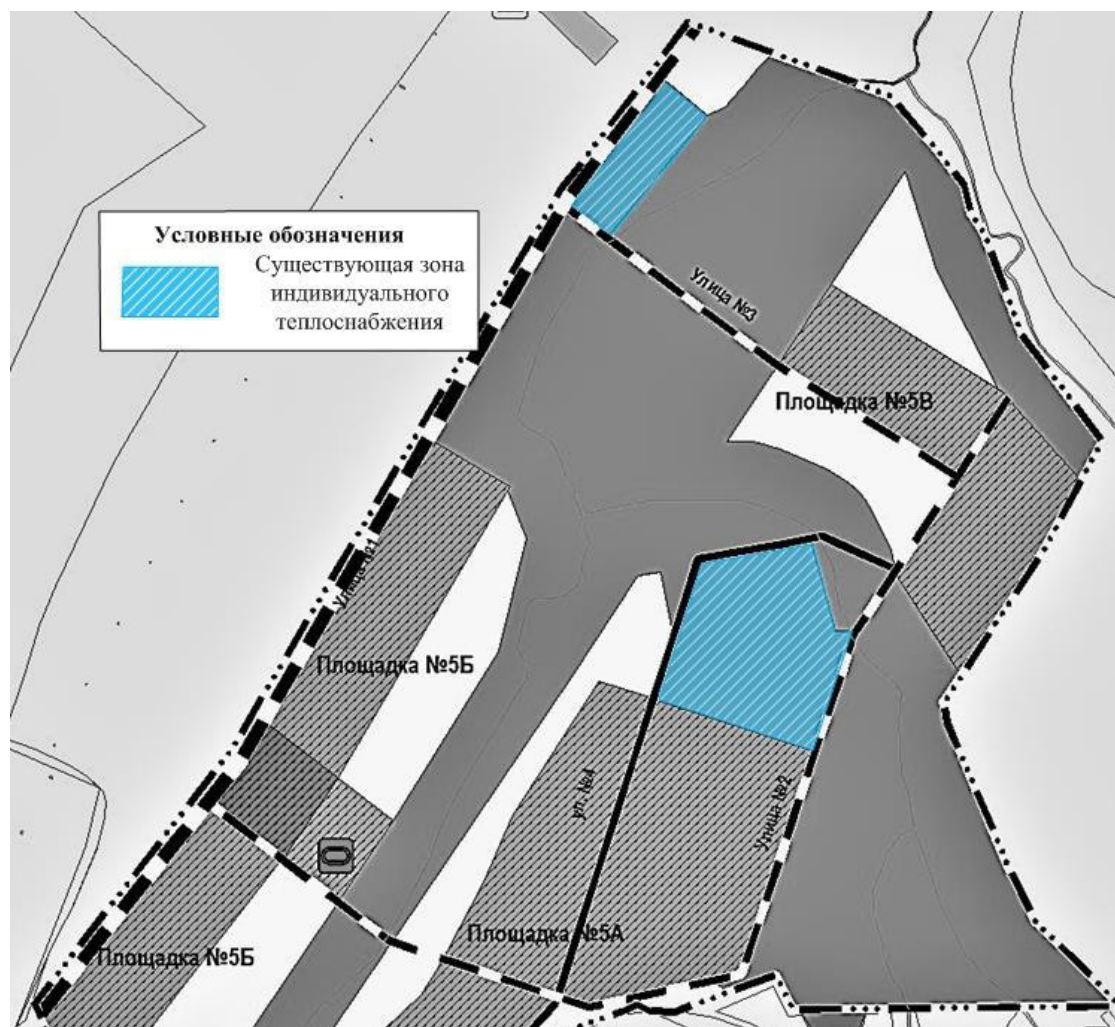 Условные обозначения
Существующая зона
индивидуального
теплоснабжения
Улица №3
Площадка №5В
Улица №1
Площадка №5Б
ул. №4
Улица №2
Площадка №5А
Площадка №5Б